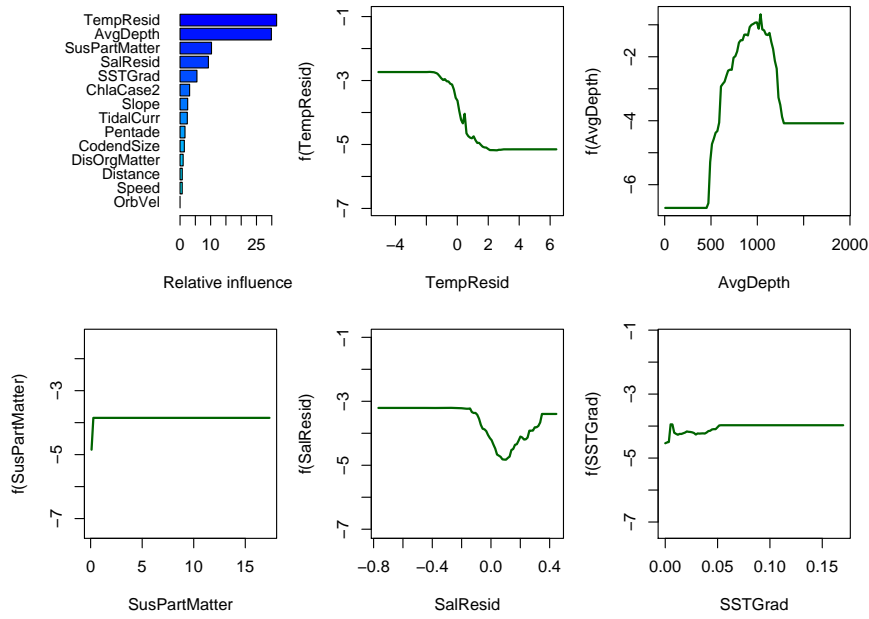 TempResid
AvgDepth
SusPartMatter
SalResid
SSTGrad
ChlaCase2
Slope
TidalCurr
Pentade
CodendSize
DisOrgMatter
Distance
Speed
OrbVel
0 10 25
Relative influence
f(TempResid)
−1
−3
−5
−7
−4 0 2 4 6
TempResid
f(AvgDepth)
−2
−4
−6
0 500 1000 2000
AvgDepth
f(SusPartMatter)
−3
−5
−7
0 5 10 15
SusPartMatter
f(SalResid)
−1
−3
−5
−7
−0.8 −0.4 0.0 0.4
SalResid
f(SSTGrad)
−1
−3
−5
−7
0.00 0.05 0.10 0.15
SSTGrad